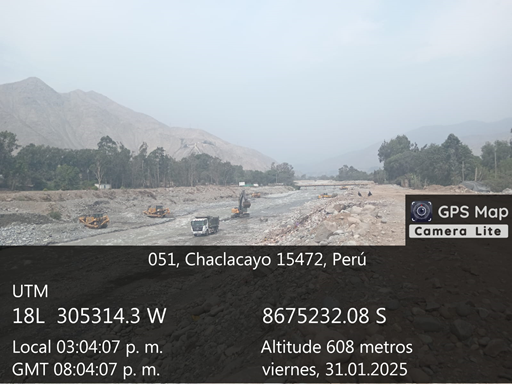 GPS Map
Camera Lite
051, Chaclacayo 15472, Perú
UTM
18L 305314.3 W 8675232.08 S
Local 03:04:07 p. m. Altitude 608 metros
GMT 08:04:07 p. m. viernes, 31.01.2025